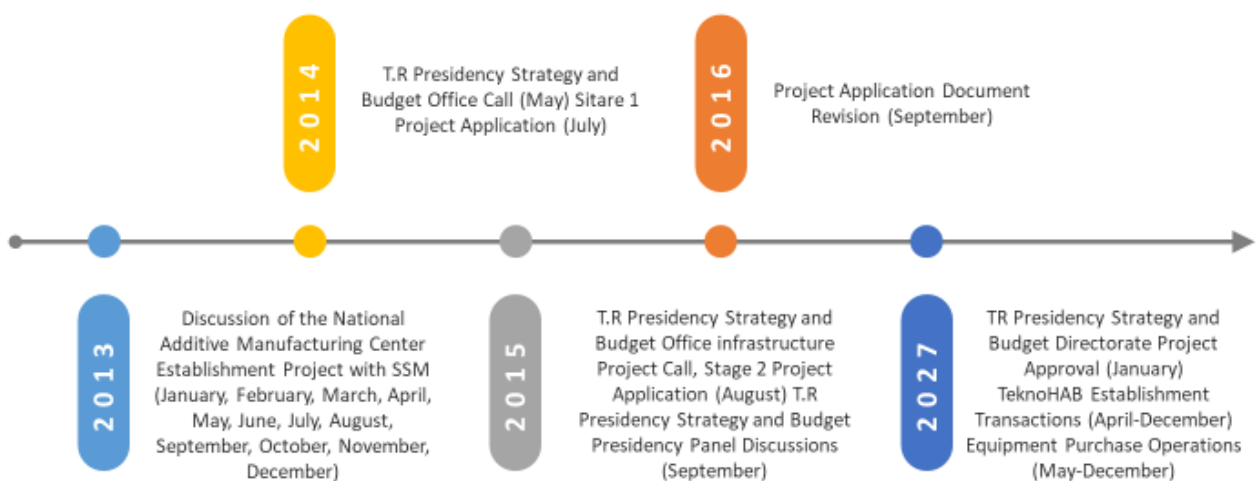 2014
T.R Presidency Strategy and
Budget Office Call (May) Sitare 1
Project Application (July)
2016
Project Application Document
Revision (September)
2013
Discussion of the National
Additive Manufacturing Center
Establishment Project with SSM
(January, February, March, April,
May, June, July, August,
September, October, November,
December)
2015
T.R Presidency Strategy and
Budget Office infrastructure
Project Call, Stage 2 Project
Application (August) T.R
Presidency Strategy and Budget
Presidency Panel Discussions
(September)
2027
TR Presidency Strategy and
Budget Directorate Project
Approval (January)
TeknoHAB Establishment
Transactions (April-December)
Equipment Purchase Operations
(May-December)